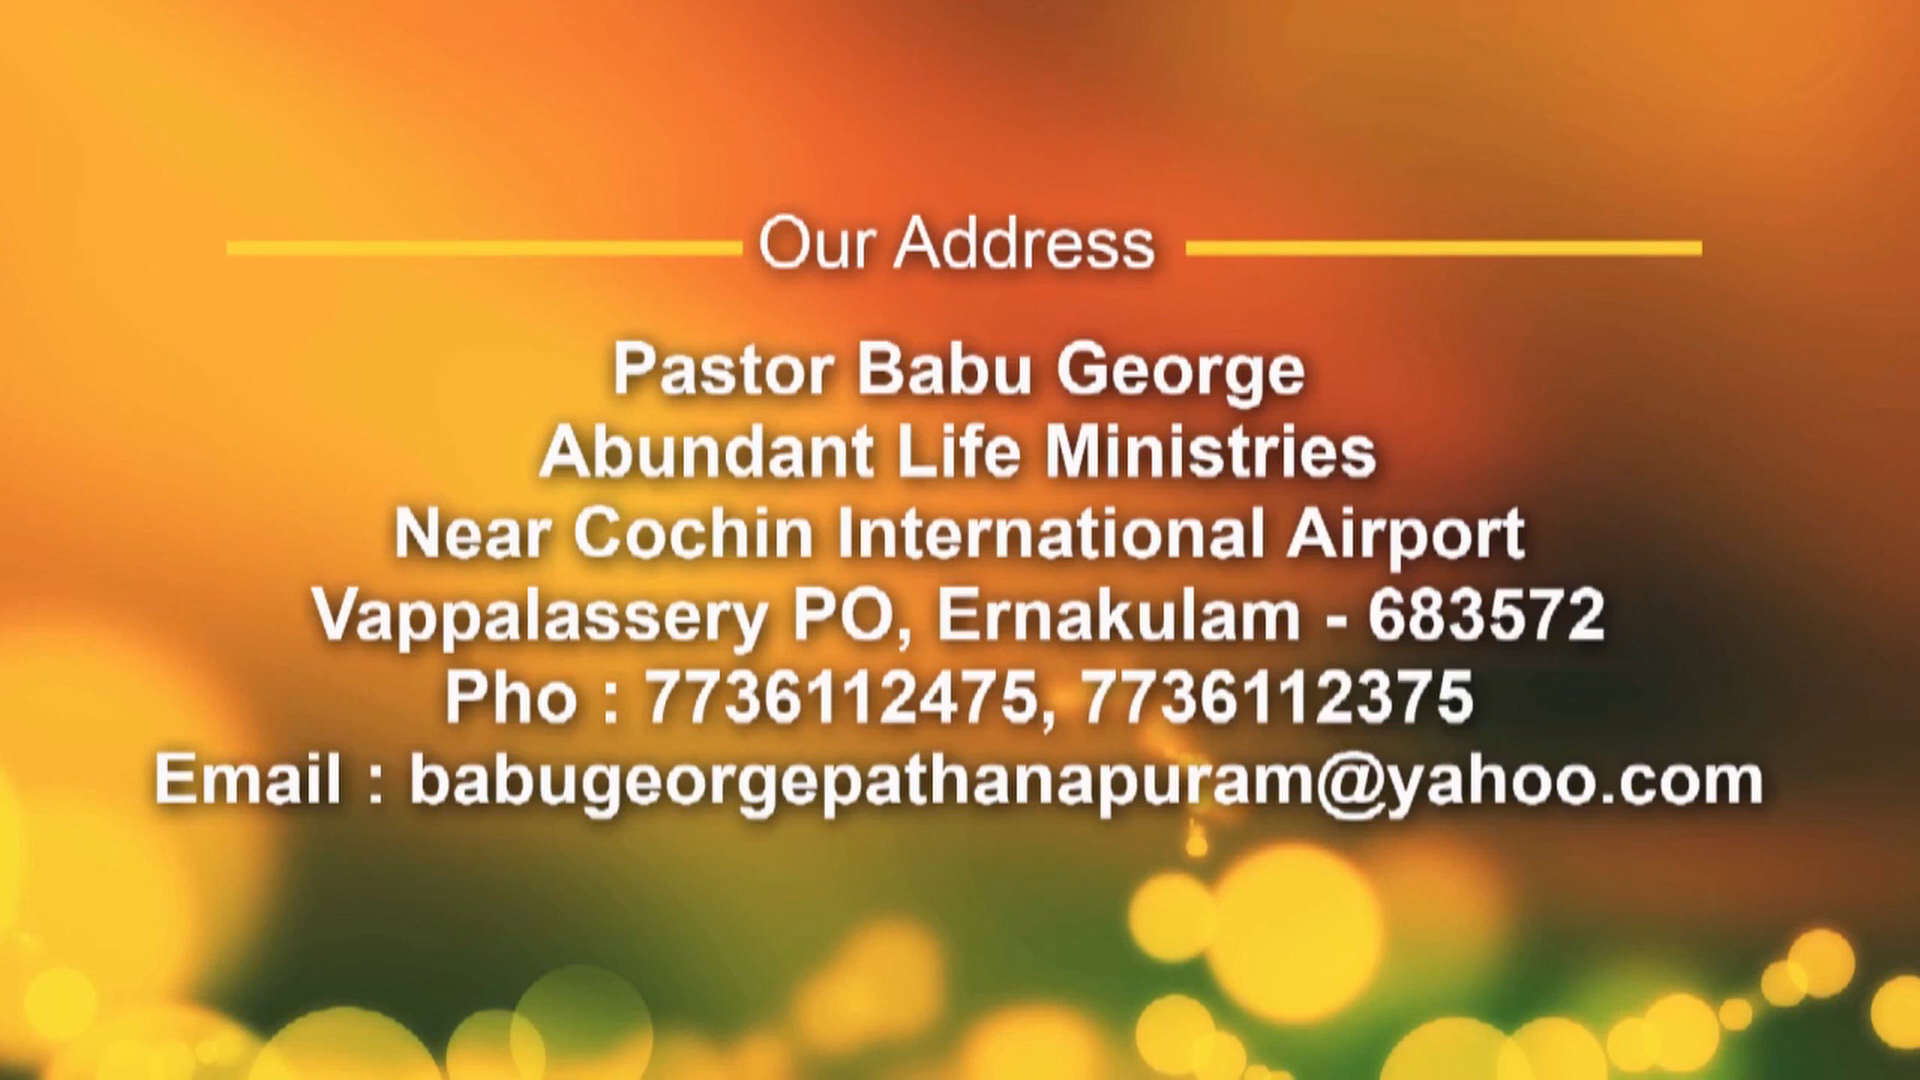 Our Address
Pastor Babu George
Abundant Life Ministries
Near Cochin International Airport
Vappalassery PO, Ernakulam - 683572
Pho : 7736112475, 7736112375
Email : babugeorgepathanapuram@yahoo.com